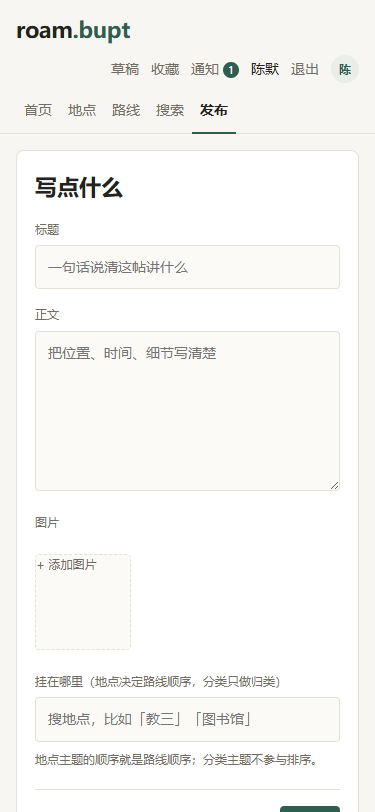 roam.bupt
草稿 收藏 通知 1 陈默 退出 陈
首页 地点 路线 搜索 发布
写点什么
标题
一句话说清这帖讲什么
正文
把位置、时间、细节写清楚
图片
+ 添加图片
挂在哪里（地点决定路线顺序，分类只做归类）
搜地点，比如「教三」「图书馆」
地点主题的顺序就是路线顺序；分类主题不参与排序。